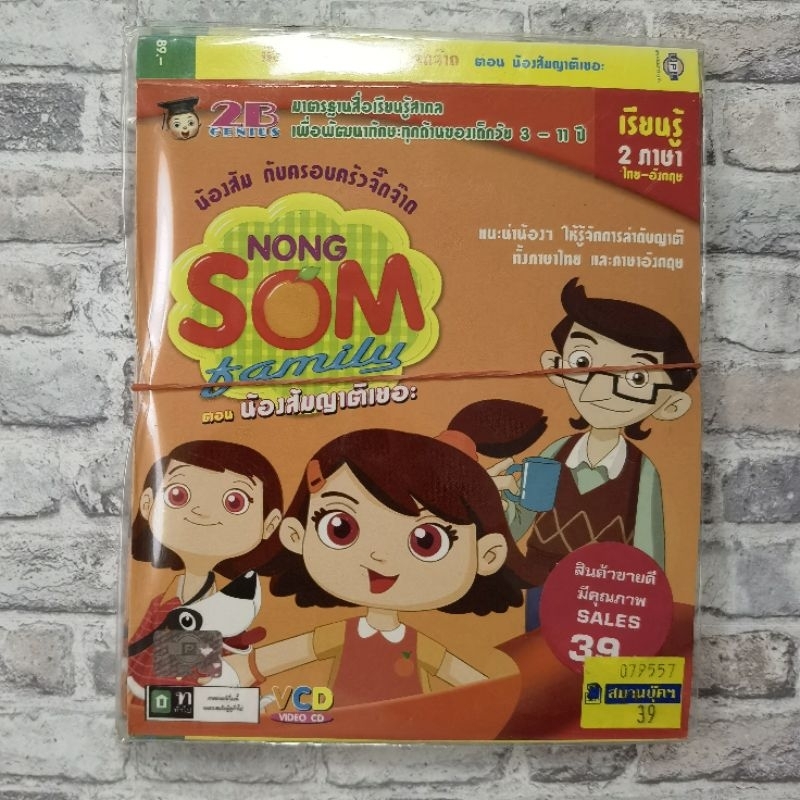 89.-
ตอน น้องส้มญาติเยอะ
2B
GENIUS
มาตรฐานสื่อเรียนรู้สากล
เพื่อพัฒนาทักษะทุกด้านของเด็กวัย 3 - 11 ปี
เรียนรู้
2 ภาษา
ไทย-อังกฤษ
น้องส้ม กับครอบครัวจี๊ดจ๊าด
แนะนำน้องๆ ให้รู้จักการลำดับญาติ
ทั้งภาษาไทย และภาษาอังกฤษ
NONG
SOM
family
ตอน น้องส้มญาติเยอะ
สินค้าขายดี
มีคุณภาพ
SALES
39
079557
สมานบุ๊คฯ
39
ท
ทั่วไป
VCD
VIDEO CD